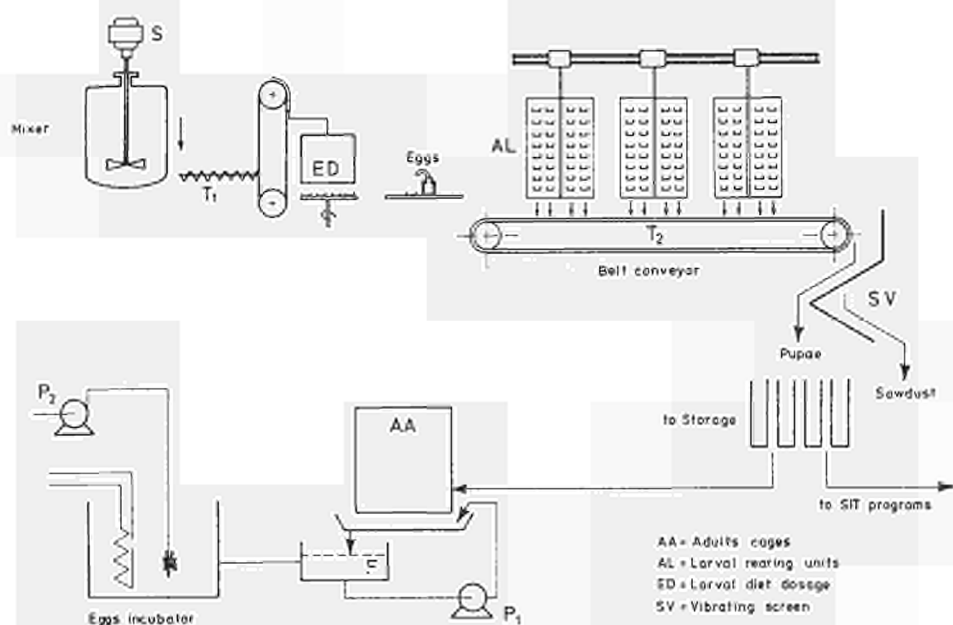 S
Mixer
T₁
ED
Eggs
AL
T₂
Belt conveyor
SV
Pupae
Sawdust
to Storage
to SIT programs
P₂
AA
P₁
Eggs incubator
AA = Adults cages
AL = Larval rearing units
ED = Larval diet dosage
SV = Vibrating screen